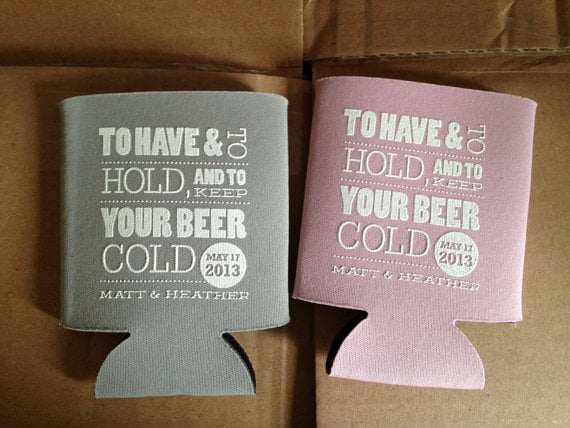 TO HAVE & TO
HOLD, AND TO
KEEP
YOUR BEER
COLD MAY 17
2013
MATT & HEATHER
TO HAVE & TO
HOLD, AND TO
KEEP
YOUR BEER
COLD MAY 17
2013
MATT & HEATHER